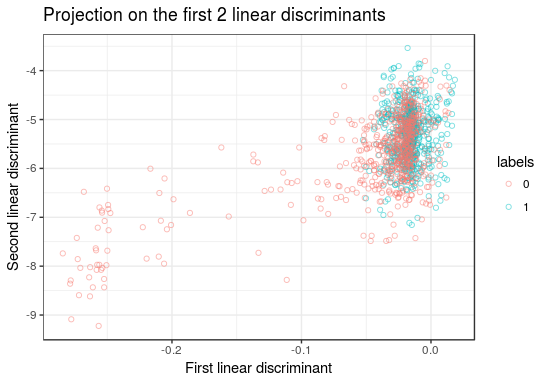 Projection on the first 2 linear discriminants
-4
-5
-6
-7
-8
-9
Second linear discriminant
-0.2
-0.1
0.0
First linear discriminant
labels
0
1